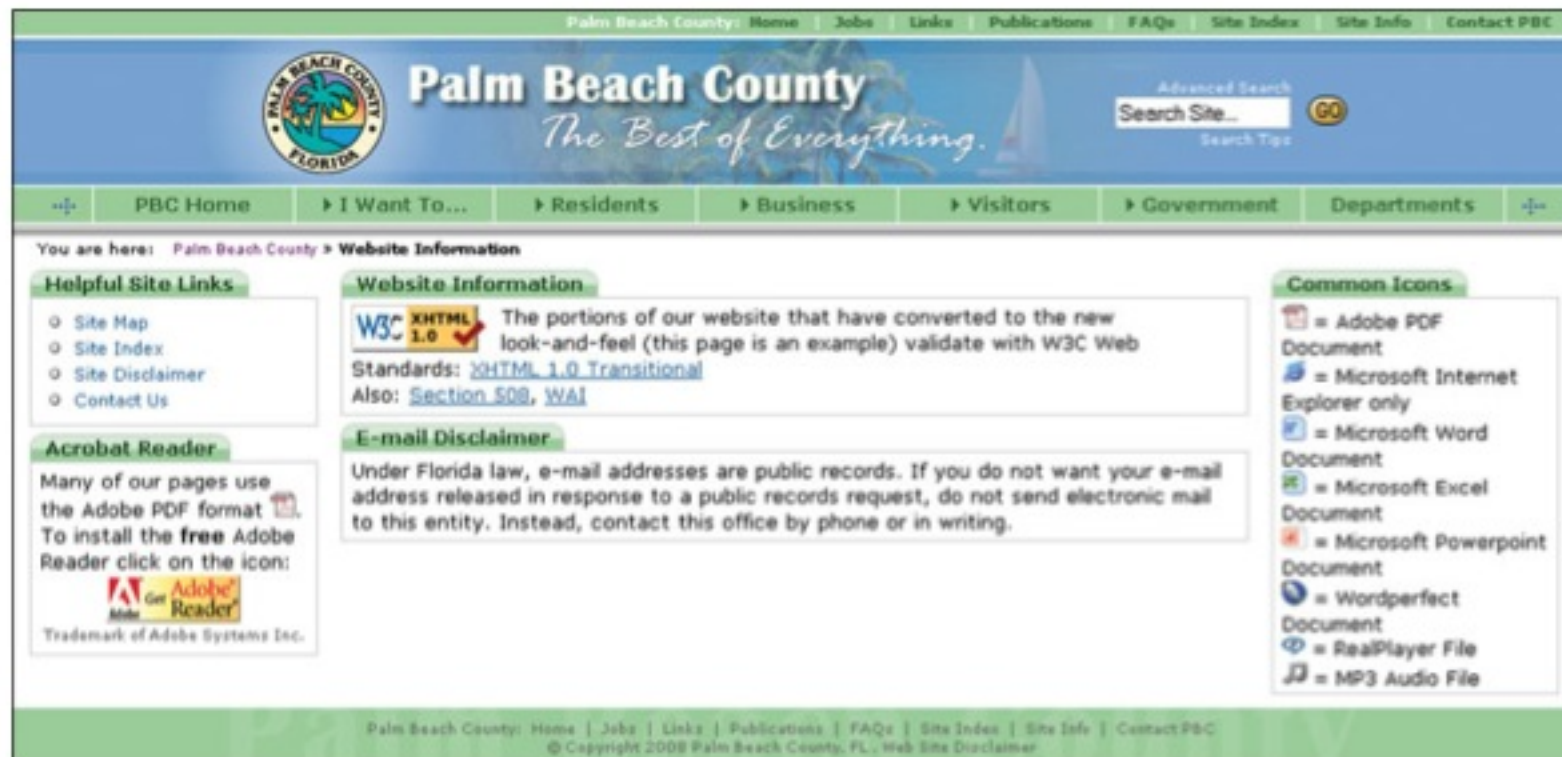 Palm Beach County: Home | Jobs | Links | Publications | FAQs | Site Index | Site Info | Contact PBC
PALM BEACH COUNTY
FLORIDA
Palm Beach County
The Best of Everything.
Advanced Search
Search Site...
GO
Search Tips
PBC Home
I Want To...
Residents
Business
Visitors
Government
Departments
You are here: Palm Beach County » Website Information
Helpful Site Links
Site Map
Site Index
Site Disclaimer
Contact Us
Acrobat Reader
Many of our pages use
the Adobe PDF format .
To install the free Adobe
Reader click on the icon:
Adobe Get Adobe®
Reader®
Trademark of Adobe Systems Inc.
Website Information
W3C XHTML
1.0
The portions of our website that have converted to the new
look-and-feel (this page is an example) validate with W3C Web
Standards: XHTML 1.0 Transitional
Also: Section 508, WAI
E-mail Disclaimer
Under Florida law, e-mail addresses are public records. If you do not want your e-mail
address released in response to a public records request, do not send electronic mail
to this entity. Instead, contact this office by phone or in writing.
Common Icons
= Adobe PDF
Document
= Microsoft Internet
Explorer only
= Microsoft Word
Document
= Microsoft Excel
Document
= Microsoft Powerpoint
Document
= Wordperfect
Document
= RealPlayer File
= MP3 Audio File
Palm Beach County: Home | Jobs | Links | Publications | FAQs | Site Index | Site Info | Contact PBC
© Copyright 2008 Palm Beach County, FL . Web Site Disclaimer